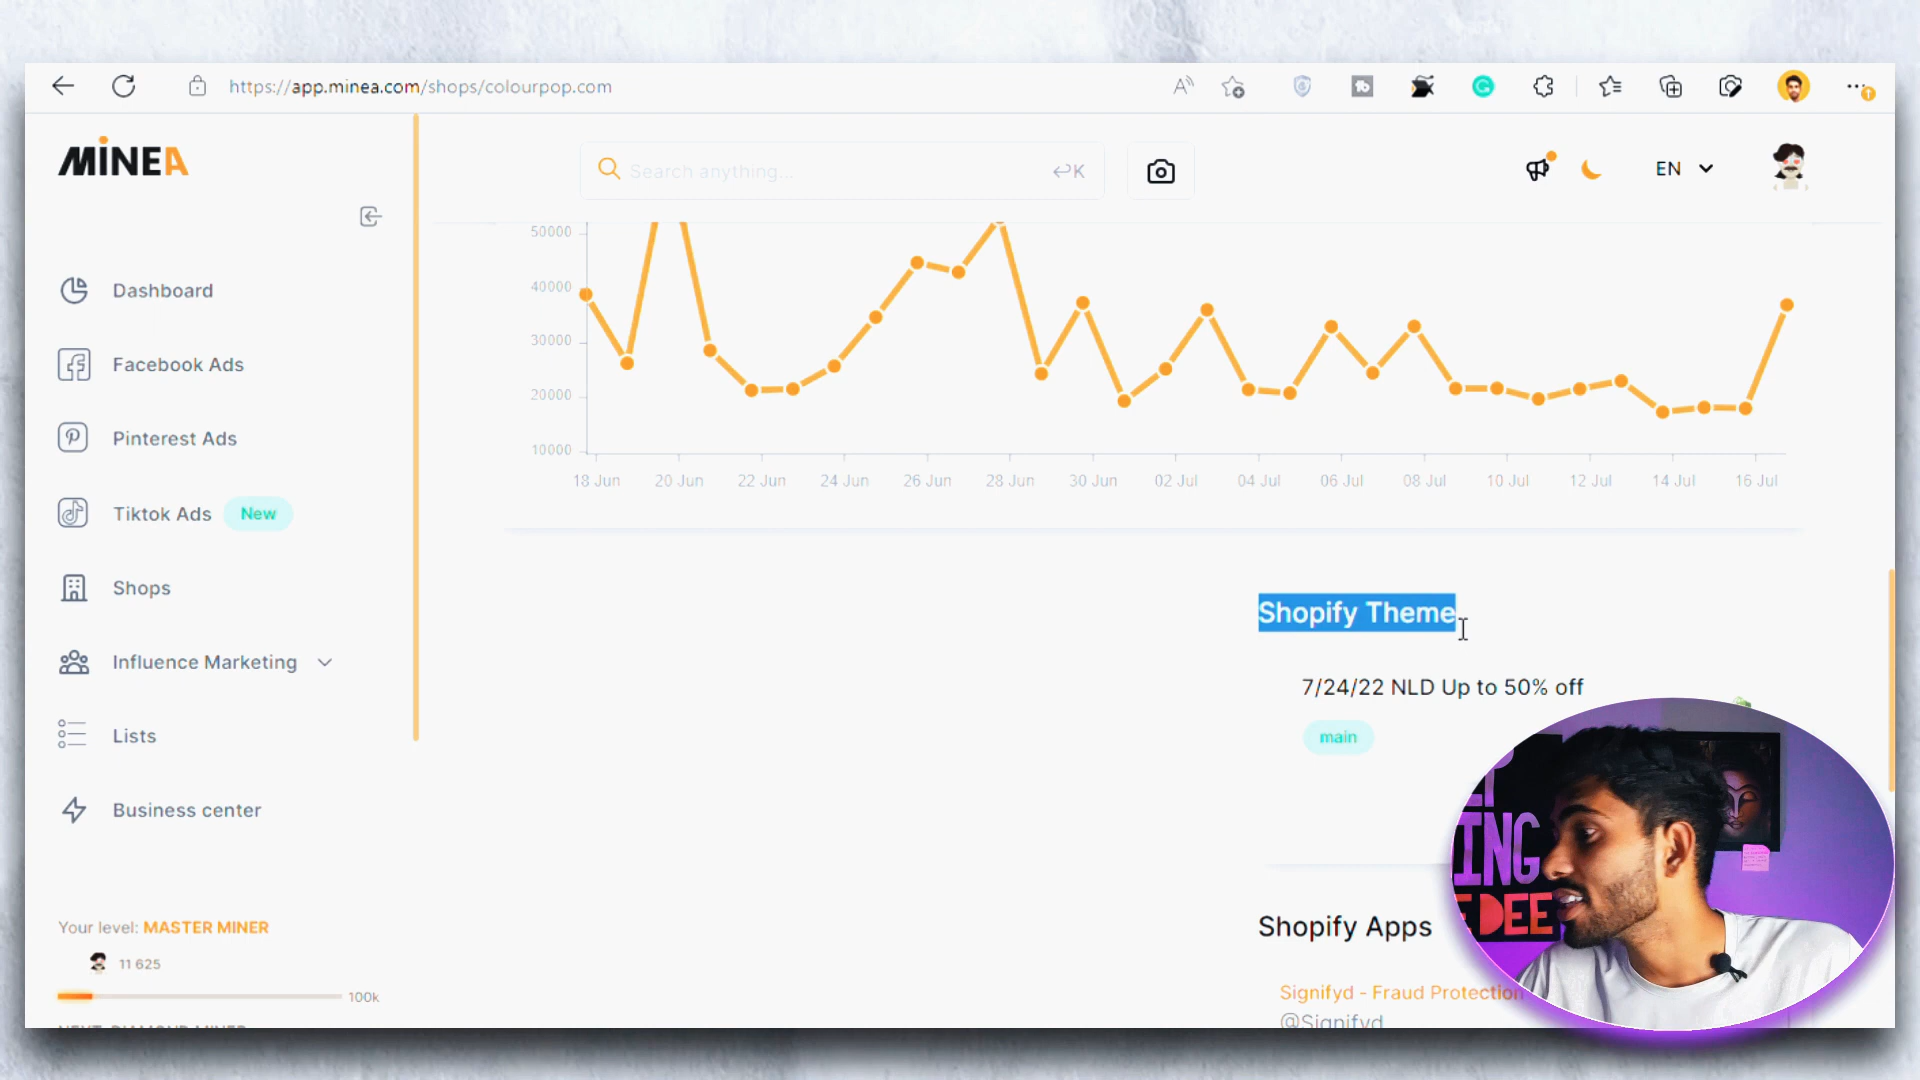 https://app.minea.com/shops/colourpop.com
MINEA
Search anything...
K
EN
Dashboard
Facebook Ads
Pinterest Ads
Tiktok Ads New
Shops
Influence Marketing
Lists
Business center
Your level: MASTER MINER
11 625
100k
50000
40000
30000
20000
10000
18 Jun 20 Jun 22 Jun 24 Jun 26 Jun 28 Jun 30 Jun 02 Jul 04 Jul 06 Jul 08 Jul 10 Jul 12 Jul 14 Jul 16 Jul
Shopify Theme
7/24/22 NLD Up to 50% off
main
Shopify Apps
Signifyd - Fraud Protection
@Signifyd
ING
E DEE